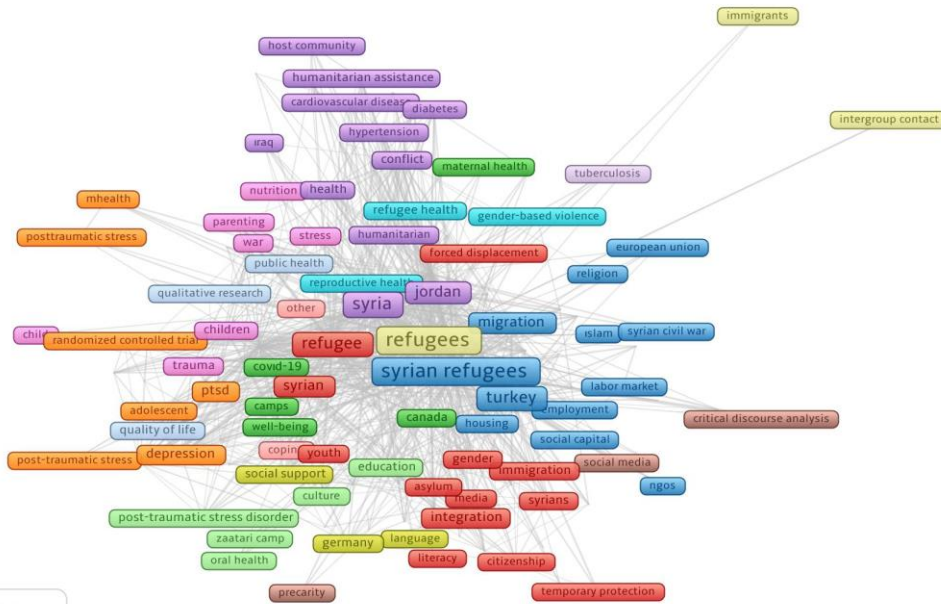 immigrants
host community
humanitarian assistance
cardiovascular disease
diabetes
intergroup contact
hypertension
iraq
conflict
maternal health
tuberculosis
nutrition
health
mhealth
refugee health
gender-based violence
parenting
posttraumatic stress
war
stress
humanitarian
european union
forced displacement
public health
religion
reproductive health
qualitative research
jordan
syria
other
migration
children
islam
syrian civil war
child
randomized controlled trial
refugee
refugees
trauma
covid-19
syrian refugees
syrian
labor market
ptsd
turkey
camps
adolescent
employment
canada
critical discourse analysis
well-being
housing
quality of life
social capital
coping
youth
depression
post-traumatic stress
gender
social media
education
immigration
social support
asylum
ngos
culture
media
syrians
post-traumatic stress disorder
integration
zaatari camp
germany
language
oral health
literacy
citizenship
precarity
temporary protection